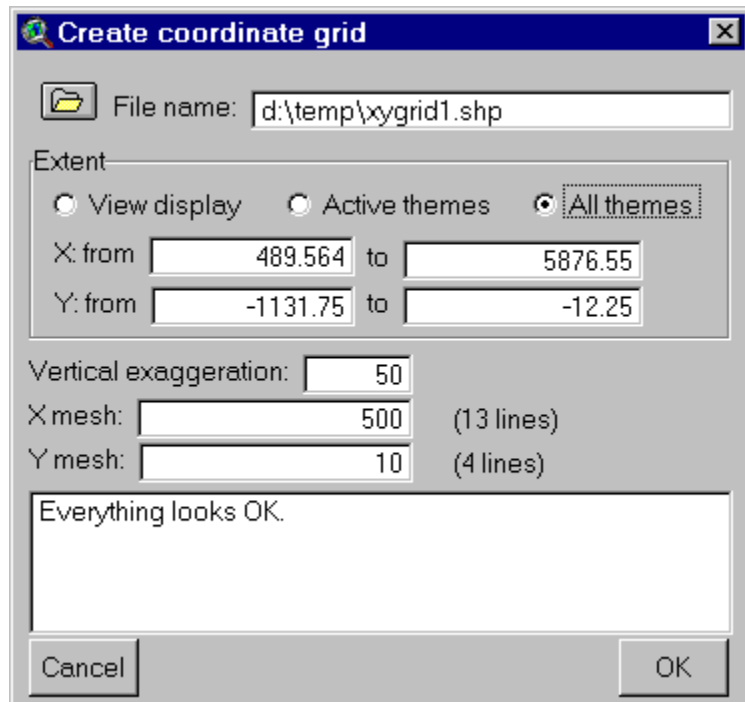 Create coordinate grid
File name: d:\temp\xygrid1.shp
Extent
View display Active themes All themes
X: from 489.564 to 5876.55
Y: from -1131.75 to -12.25
Vertical exaggeration: 50
X mesh: 500 (13 lines)
Y mesh: 10 (4 lines)
Everything looks OK.
Cancel OK